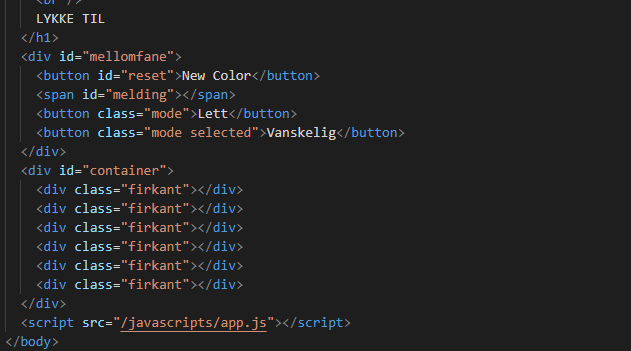 <br />
LYKKE TIL
</h1>
<div id="mellomfane">
<button id="reset">New Color</button>
<span id="melding"></span>
<button class="mode">Lett</button>
<button class="mode selected">Vanskelig</button>
</div>
<div id="container">
<div class="firkant"></div>
<div class="firkant"></div>
<div class="firkant"></div>
<div class="firkant"></div>
<div class="firkant"></div>
<div class="firkant"></div>
</div>
<script src="/javascripts/app.js"></script>
</body>